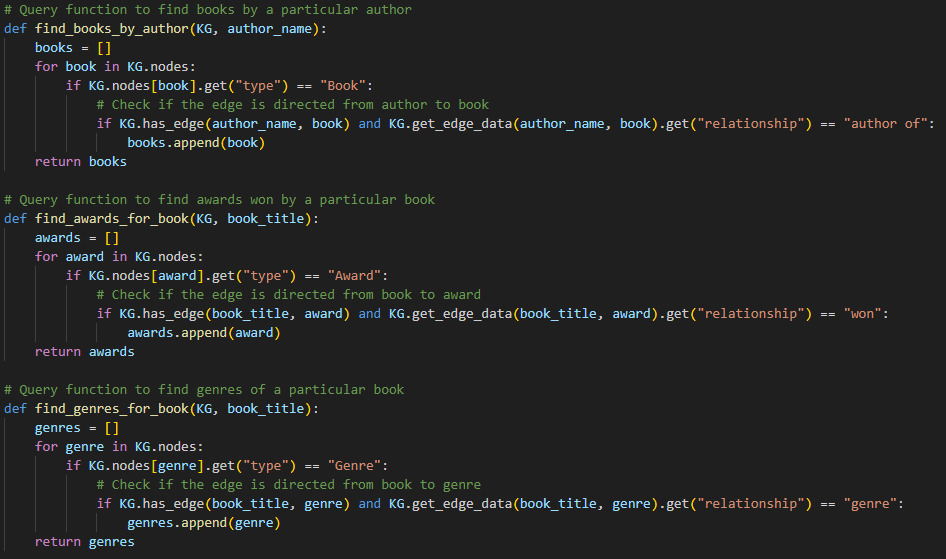 # Query function to find books by a particular author
def find_books_by_author(KG, author_name):
    books = []
    for book in KG.nodes:
        if KG.nodes[book].get("type") == "Book":
            # Check if the edge is directed from author to book
            if KG.has_edge(author_name, book) and KG.get_edge_data(author_name, book).get("relationship") == "author of":
                books.append(book)
    return books

# Query function to find awards won by a particular book
def find_awards_for_book(KG, book_title):
    awards = []
    for award in KG.nodes:
        if KG.nodes[award].get("type") == "Award":
            # Check if the edge is directed from book to award
            if KG.has_edge(book_title, award) and KG.get_edge_data(book_title, award).get("relationship") == "won":
                awards.append(award)
    return awards

# Query function to find genres of a particular book
def find_genres_for_book(KG, book_title):
    genres = []
    for genre in KG.nodes:
        if KG.nodes[genre].get("type") == "Genre":
            # Check if the edge is directed from book to genre
            if KG.has_edge(book_title, genre) and KG.get_edge_data(book_title, genre).get("relationship") == "genre":
                genres.append(genre)
    return genres